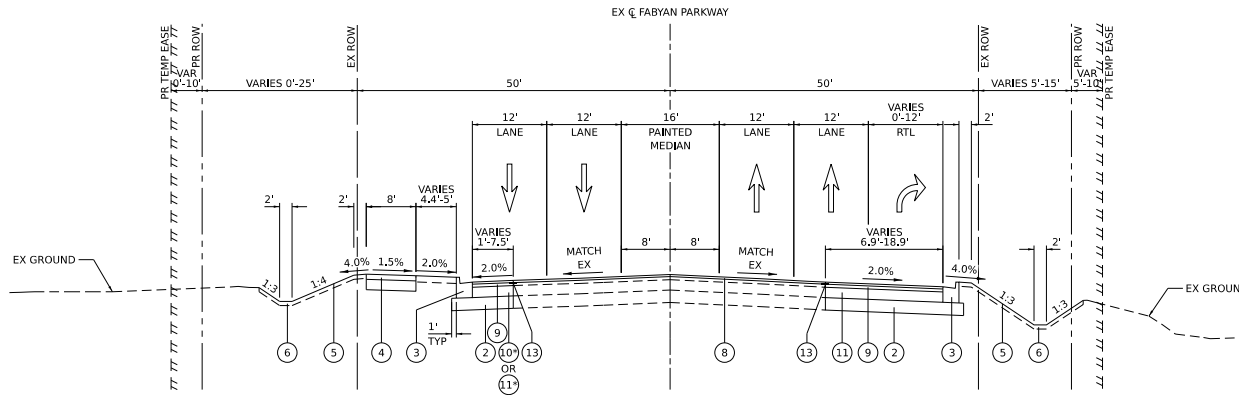 EX ℄ FABYAN PARKWAY
PR TEMP EASE
PR ROW
EX ROW
EX ROW
PR ROW
PR TEMP EASE
VAR
0'-10'
VARIES 0'-25'
50'
50'
VARIES 5'-15'
VAR
5'-10'
12'
LANE
12'
LANE
16'
PAINTED
MEDIAN
12'
LANE
12'
LANE
VARIES
0'-12'
RTL
2'
2'
2'
8'
VARIES
4.4'-5'
VARIES
1'-7.5'
MATCH
EX
8'
8'
MATCH
EX
VARIES
6.9'-18.9'
2'
EX GROUND
1:3
1:4
4.0%
1.5%
2.0%
2.0%
2.0%
4.0%
1:3
1:3
EX GROUND
1'
TYP
6
5
4
3
2
9
10*
OR
11*
13
8
13
11
9
2
3
5
6